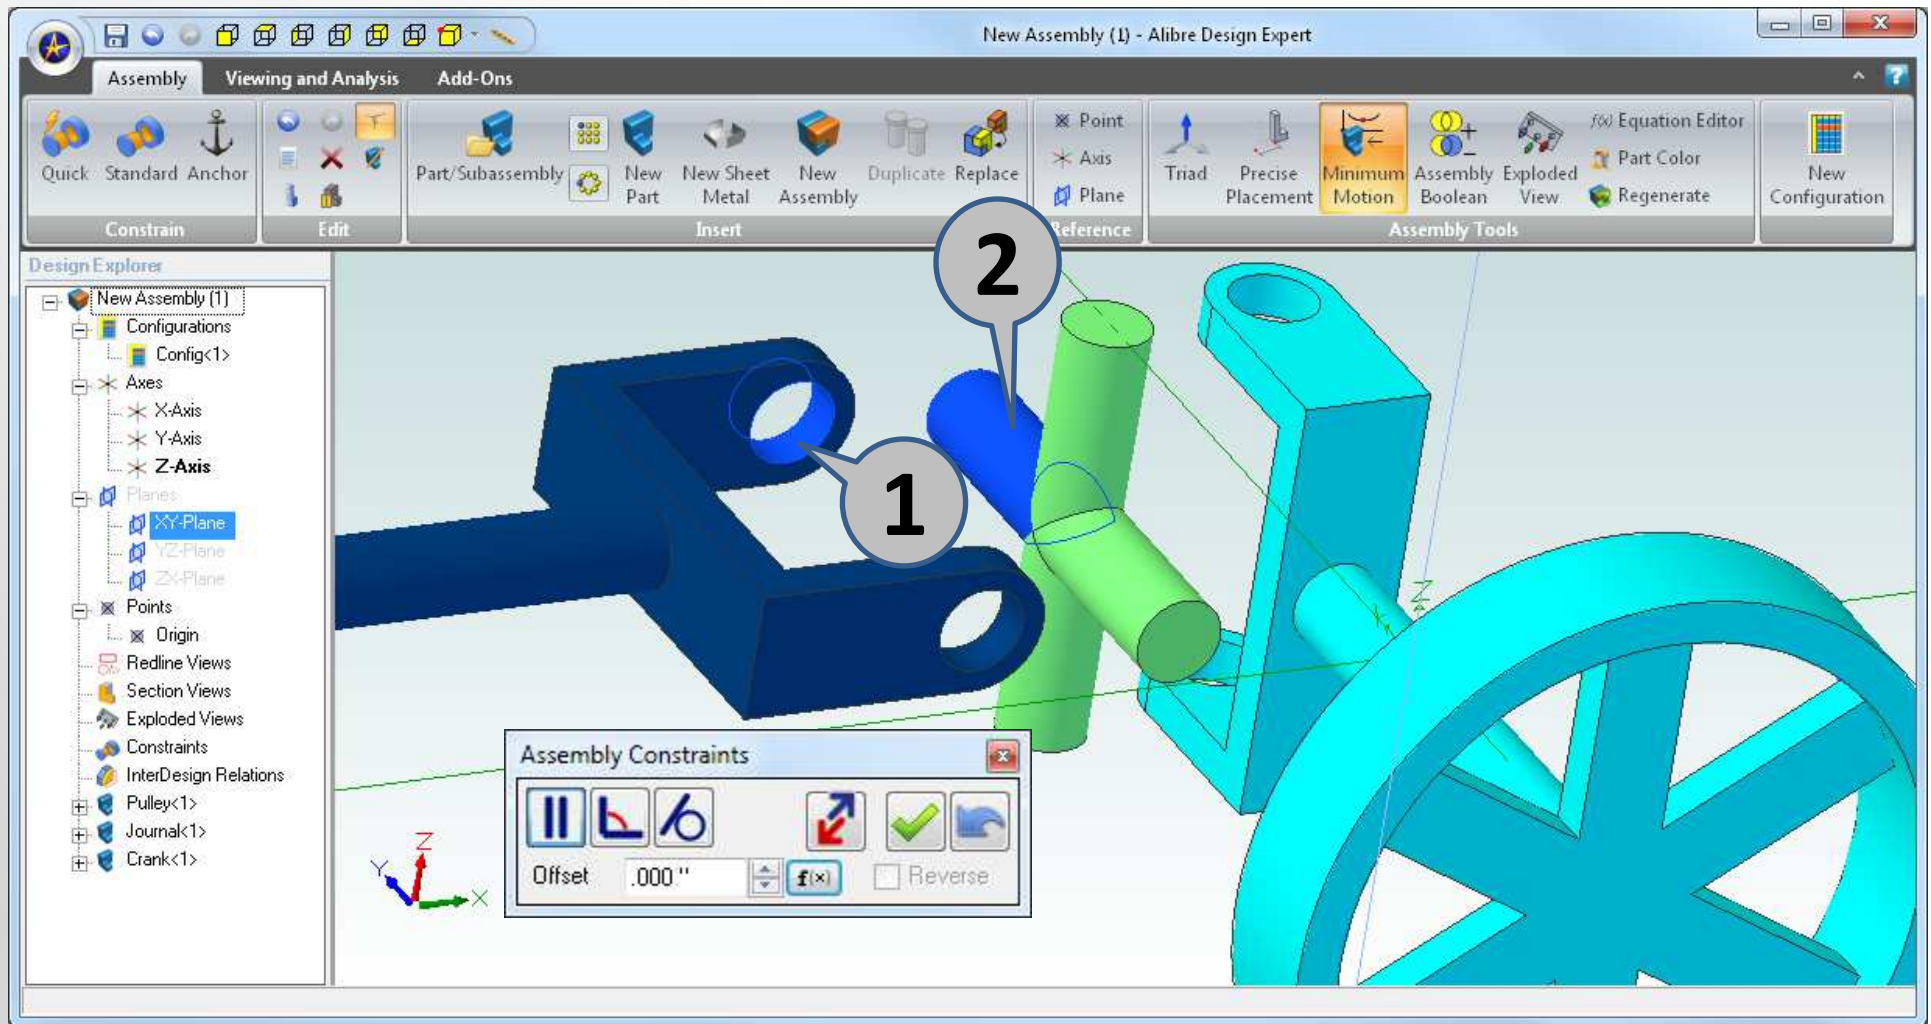 New Assembly (1) - Alibre Design Expert
Assembly Viewing and Analysis Add-Ons
Quick Standard Anchor
Constrain
Edit
Part/Subassembly
New Part
New Sheet Metal
New Assembly
Duplicate
Replace
Insert
Point
Axis
Plane
Reference
Triad
Precise Placement
Minimum Motion
Assembly Boolean
Exploded View
f(x) Equation Editor
Part Color
Regenerate
Assembly Tools
New Configuration
Design Explorer
New Assembly (1)
Configurations
Config<1>
Axes
X-Axis
Y-Axis
Z-Axis
Planes
XY-Plane
YZ-Plane
ZX-Plane
Points
Origin
Redline Views
Section Views
Exploded Views
Constraints
InterDesign Relations
Pulley<1>
Journal<1>
Crank<1>
2
1
Z
X
Z
Y
X
Assembly Constraints
Offset .000 " f(x) Reverse